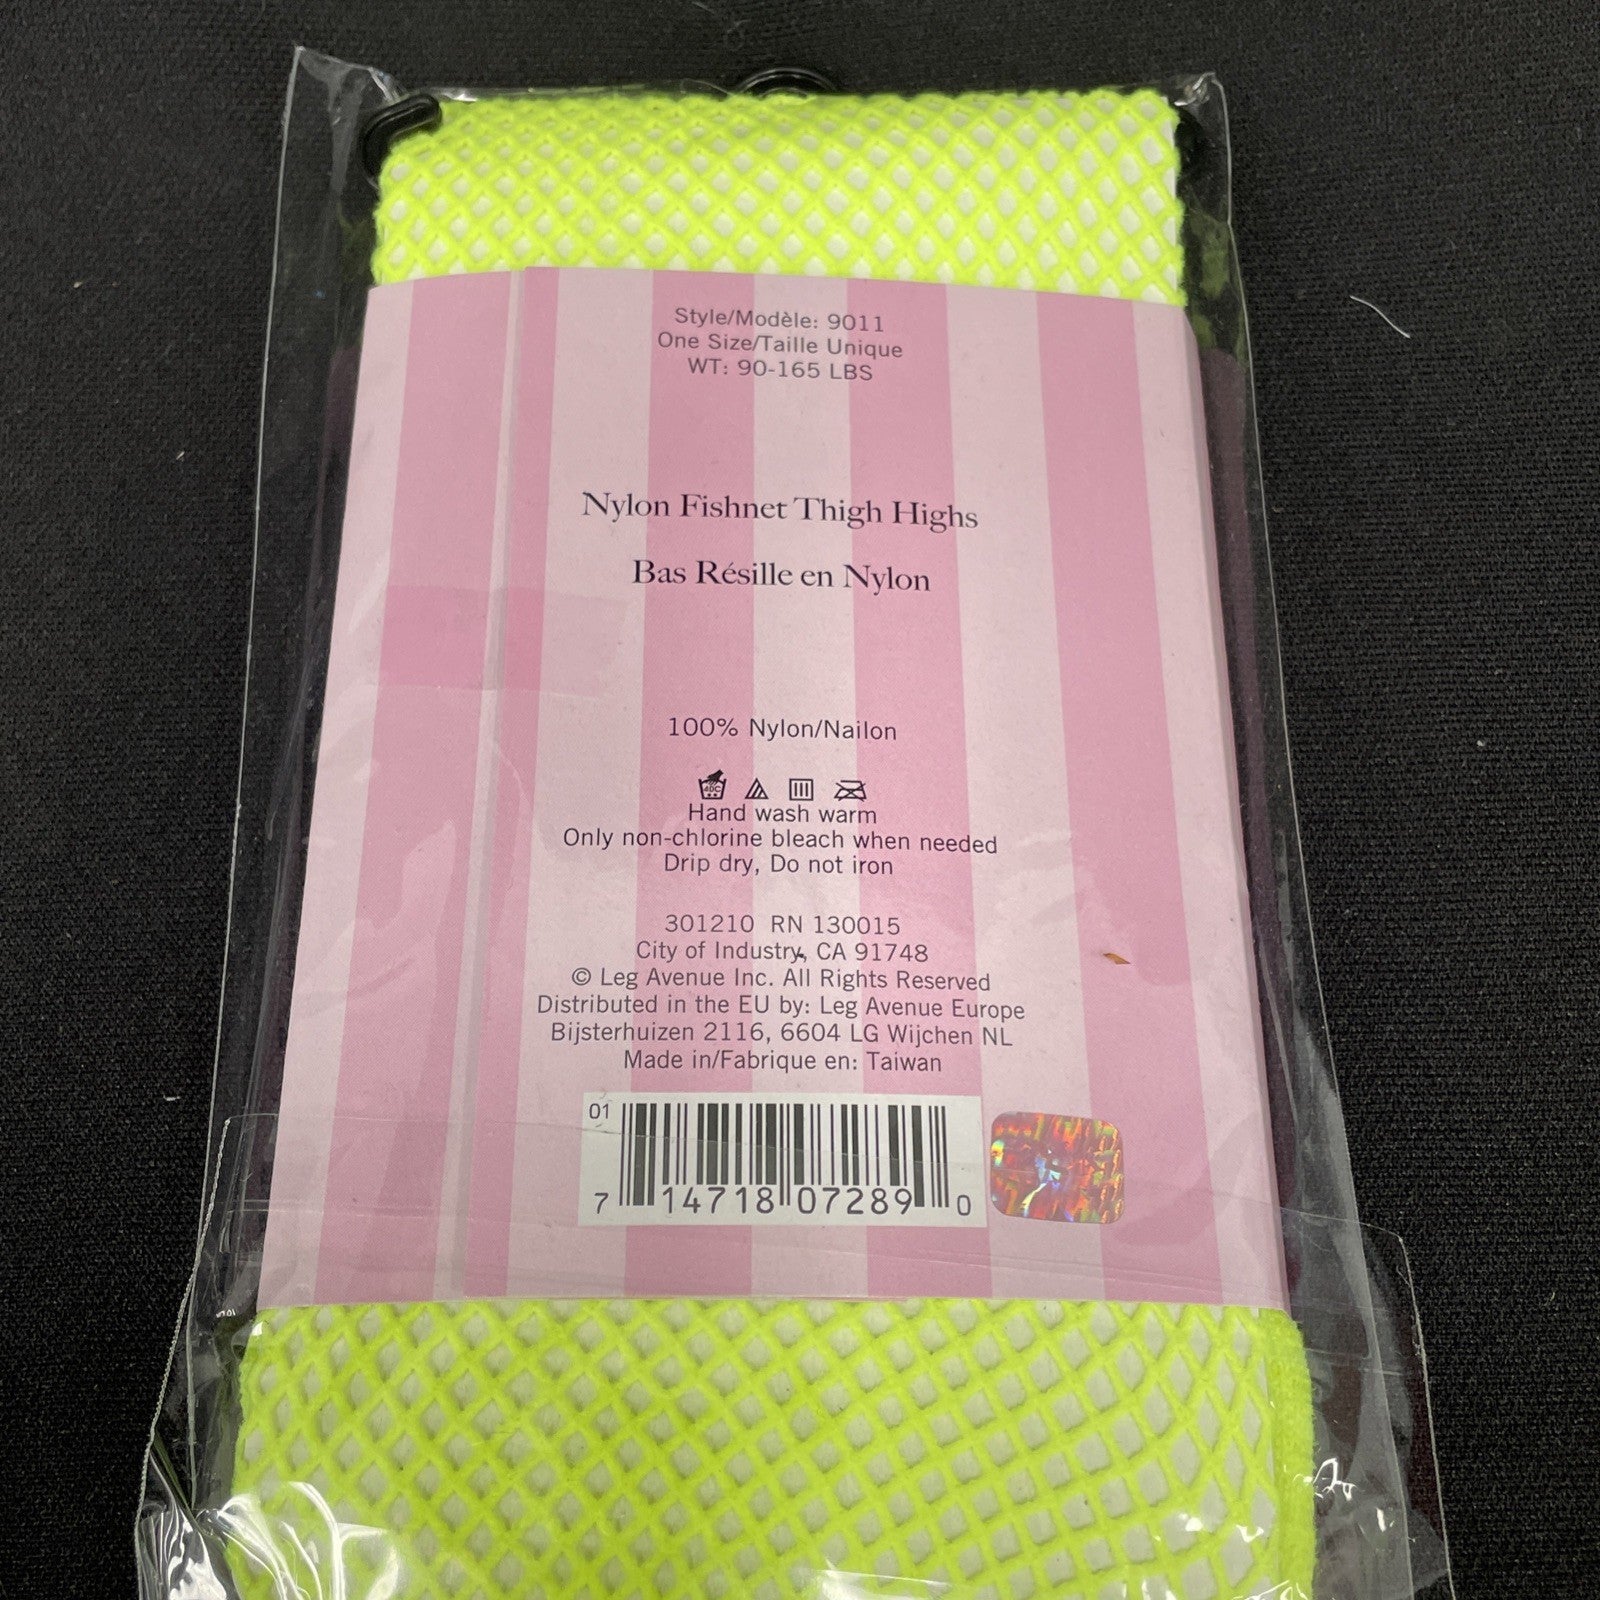 Style/Modèle: 9011
One Size/Taille Unique
WT: 90-165 LBS
Nylon Fishnet Thigh Highs
Bas Résille en Nylon
100% Nylon/Nailon
40C
Hand wash warm
Only non-chlorine bleach when needed
Drip dry, Do not iron
301210 RN 130015
City of Industry, CA 91748
© Leg Avenue Inc. All Rights Reserved
Distributed in the EU by: Leg Avenue Europe
Bijsterhuizen 2116, 6604 LG Wijchen NL
Made in/Fabrique en: Taiwan
01
7 14718 07289 0